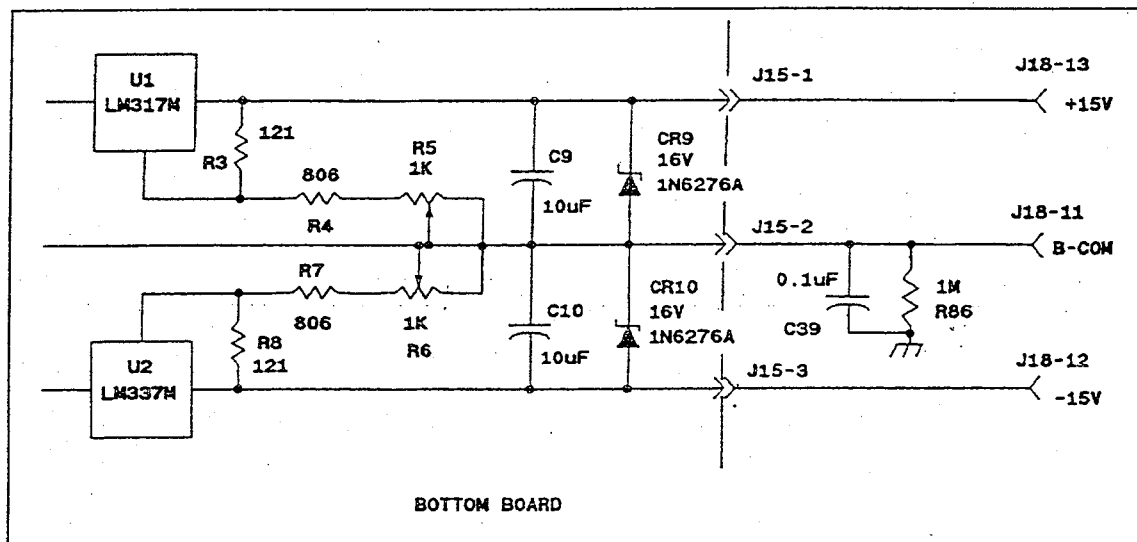 U1
LM317M
121
R3
806
R4
R5
1K
C9
10uF
CR9
16V
1N6276A
J15-1
J18-13
+15V
J15-2
J18-11
B-COM
R7
806
1K
R6
R8
121
U2
LM337M
C10
10uF
CR10
16V
1N6276A
0.1uF
C39
1M
R86
J15-3
J18-12
-15V
BOTTOM BOARD